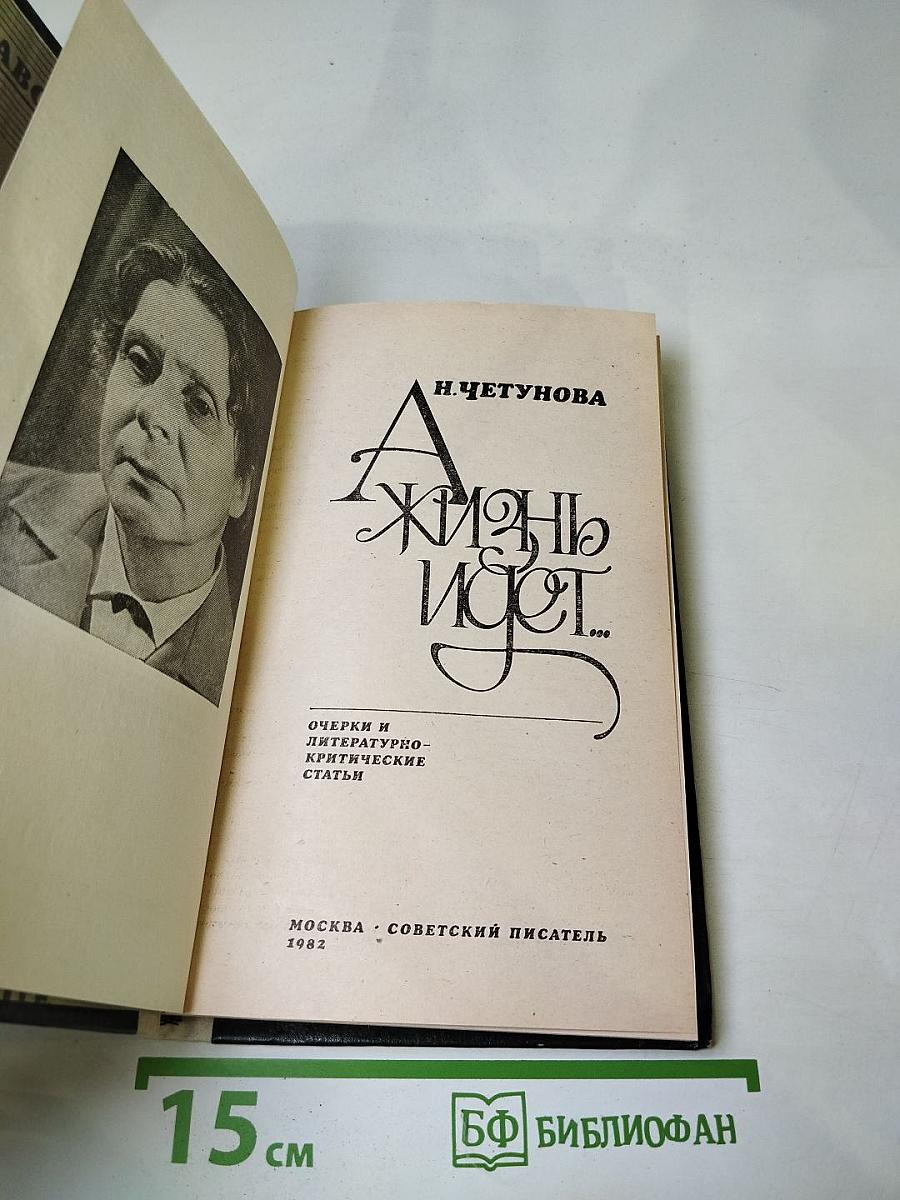 Н.ЧЕТУНОВА
А
ЖИЗНЬ
ИДЕТ...
ОЧЕРКИ И
ЛИТЕРАТУРНО–
КРИТИЧЕСКИЕ
СТАТЬИ
МОСКВА · СОВЕТСКИЙ ПИСАТЕЛЬ
1982
15 см
БФ БИБЛИОФАН